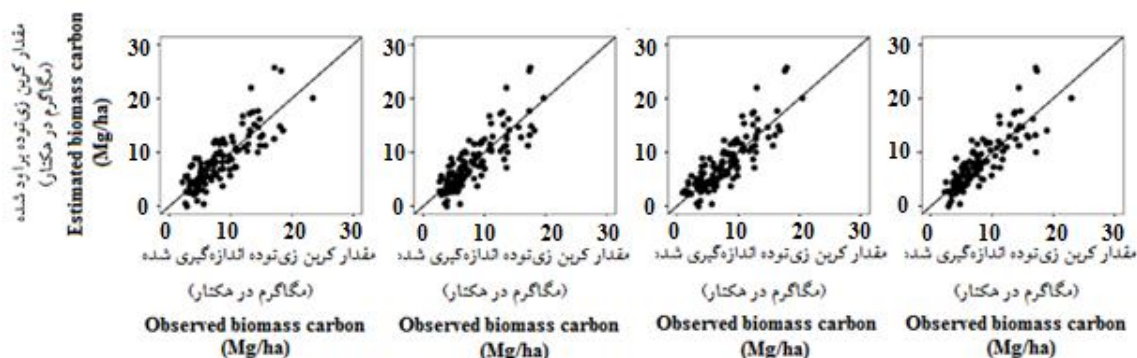 مقدار کربن زی‌توده براود شده
(مگاگرم در هکتار)
Estimated biomass carbon
(Mg/ha)
30
20
10
0
0 10 20 30
مقدار کربن زی‌توده اندازه‌گیری شده
(مگاگرم در هکتار)
Observed biomass carbon
(Mg/ha)
30
20
10
0
0 10 20 30
مقدار کربن زی‌توده اندازه‌گیری شده
(مگاگرم در هکتار)
Observed biomass carbon
(Mg/ha)
30
20
10
0
0 10 20 30
مقدار کربن زی‌توده اندازه‌گیری شده
(مگاگرم در هکتار)
Observed biomass carbon
(Mg/ha)
30
20
10
0
0 10 20 30
مقدار کربن زی‌توده اندازه‌گیری شده
(مگاگرم در هکتار)
Observed biomass carbon
(Mg/ha)